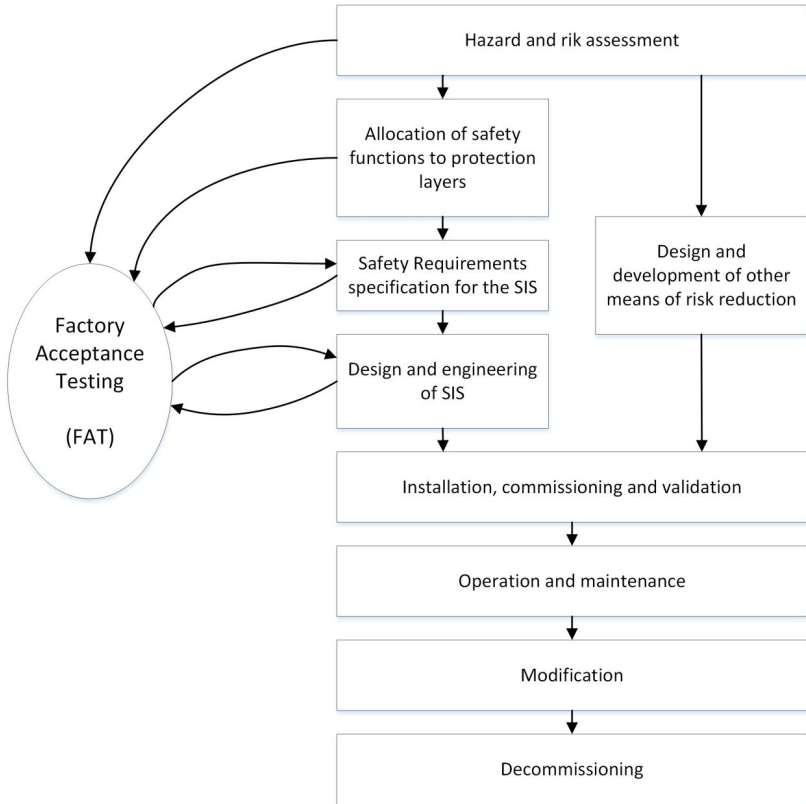 Hazard and rik assessment
Allocation of safety
functions to protection
layers
Safety Requirements
specification for the SIS
Design and
development of other
means of risk reduction
Factory
Acceptance
Testing
(FAT)
Design and engineering
of SIS
Installation, commissioning and validation
Operation and maintenance
Modification
Decommissioning